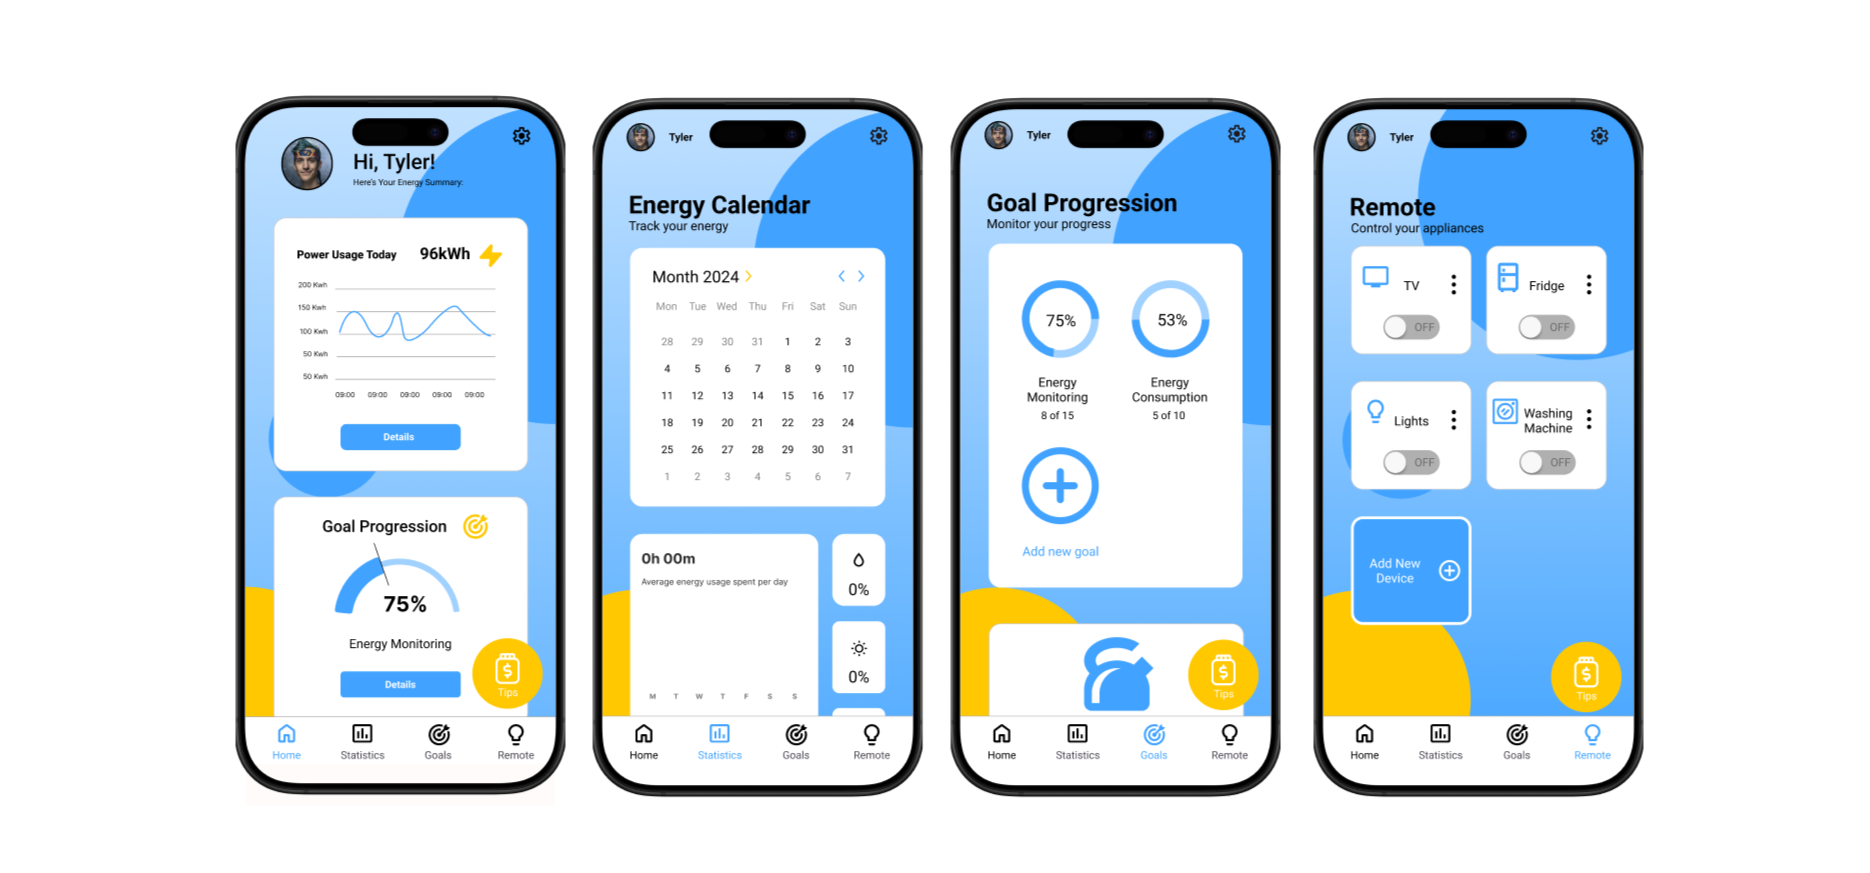 Hi, Tyler!
Here's Your Energy Summary:
Power Usage Today 96kWh
200 Kwh
150 Kwh
100 Kwh
50 Kwh
50 Kwh
09:00 09:00 09:00 09:00 09:00
Details
Goal Progression
75%
Energy Monitoring
Details
Tips
Home Statistics Goals Remote
Tyler
Energy Calendar
Track your energy
Month 2024
Mon Tue Wed Thu Fri Sat Sun
28 29 30 31 1 2 3
4 5 6 7 8 9 10
11 12 13 14 15 16 17
18 19 20 21 22 23 24
25 26 27 28 29 30 31
1 2 3 4 5 6 7
0h 00m
Average energy usage spent per day
M T W T F S S
0%
0%
Home Statistics Goals Remote
Tyler
Goal Progression
Monitor your progress
75% 53%
Energy Energy
Monitoring Consumption
8 of 15 5 of 10
Add new goal
Tips
Home Statistics Goals Remote
Tyler
Remote
Control your appliances
TV Fridge
OFF OFF
Lights Washing
Machine
OFF OFF
Add New
Device
Tips
Home Statistics Goals Remote